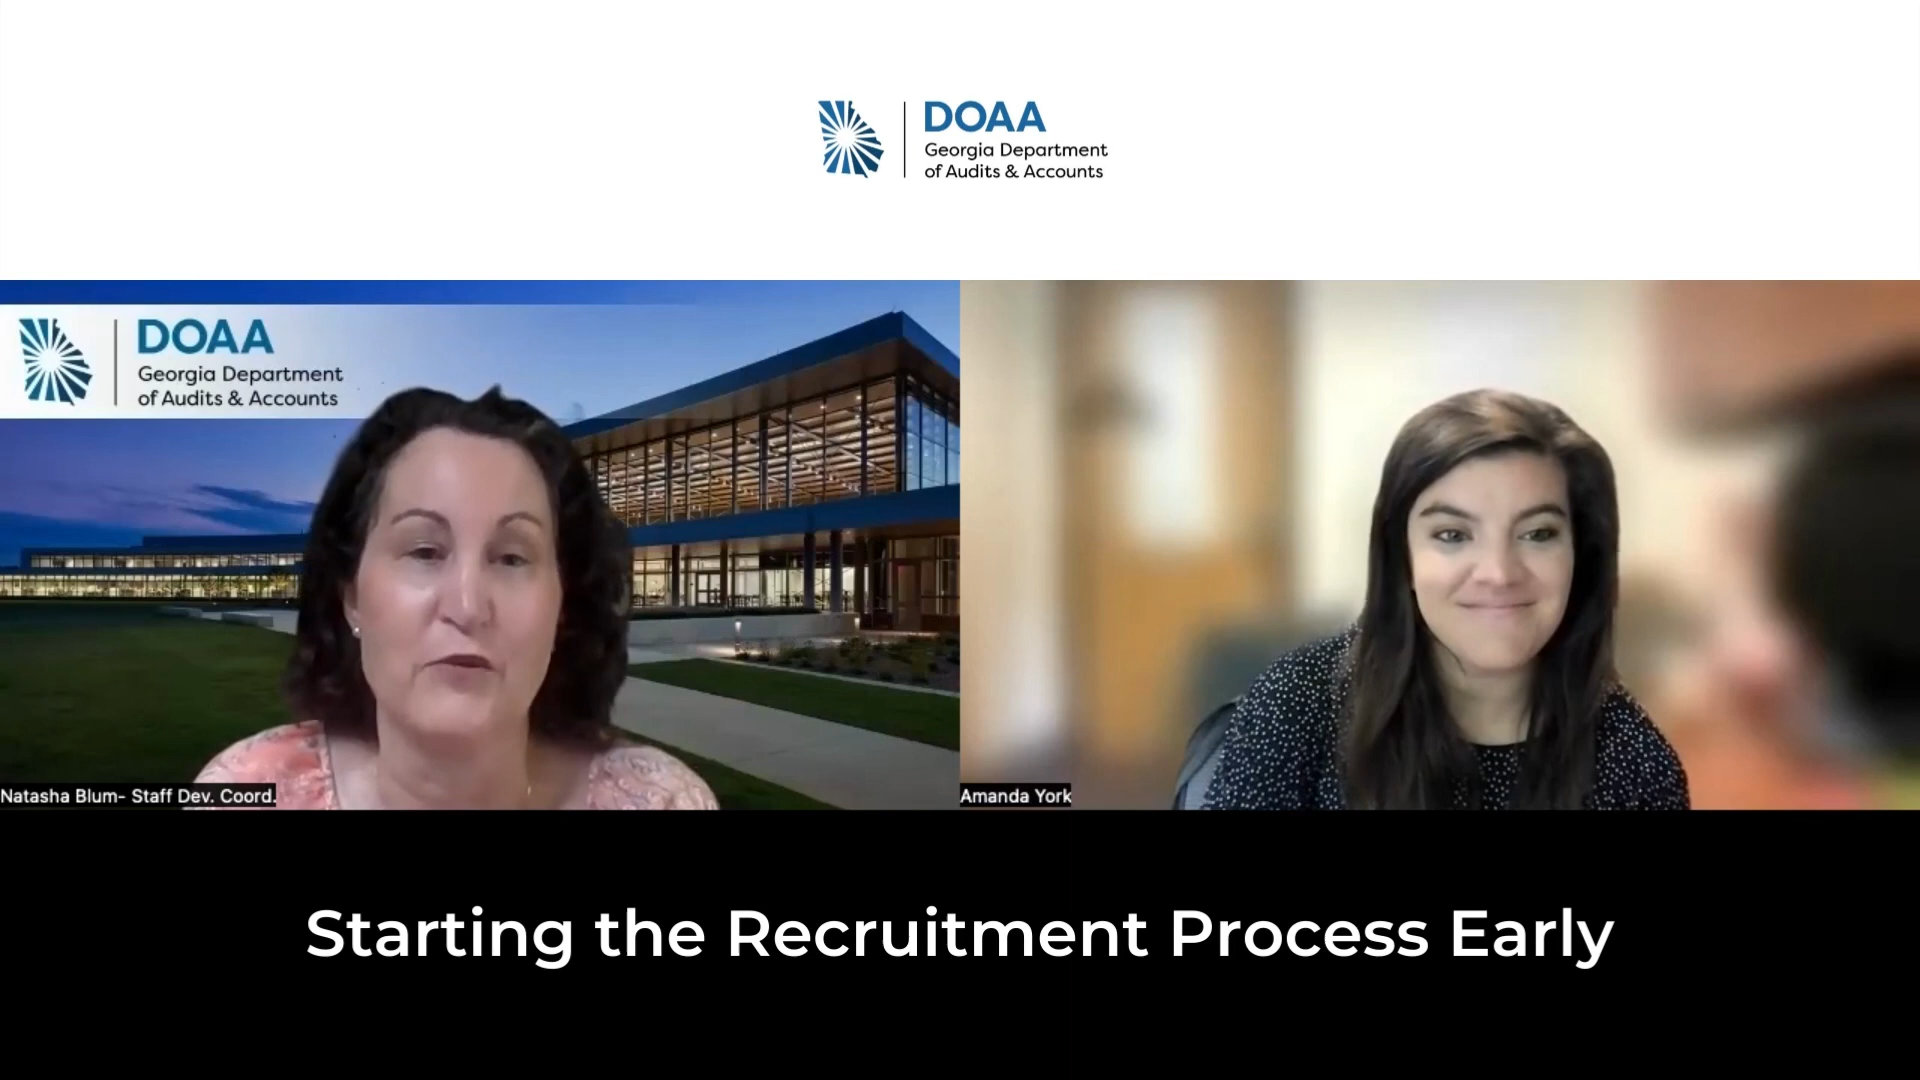 DOAA
Georgia Department
of Audits & Accounts
DOAA
Georgia Department
of Audits & Accounts
Natasha Blum- Staff Dev. Coord.
Amanda York
Starting the Recruitment Process Early